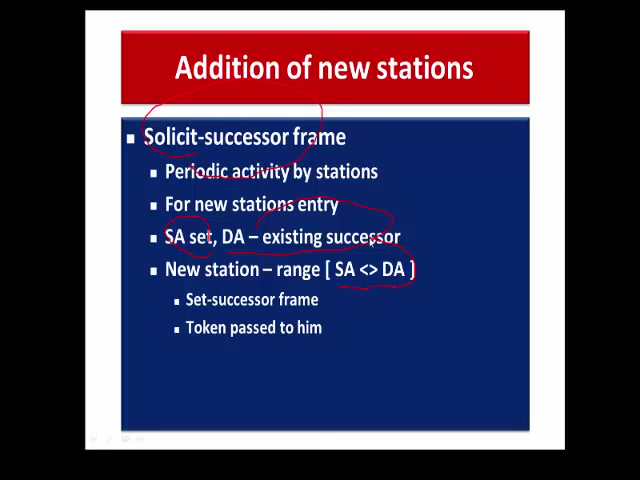 Addition of new stations
Solicit-successor frame
Periodic activity by stations
For new stations entry
SA set, DA – existing successor
New station – range [ SA <> DA ]
Set-successor frame
Token passed to him